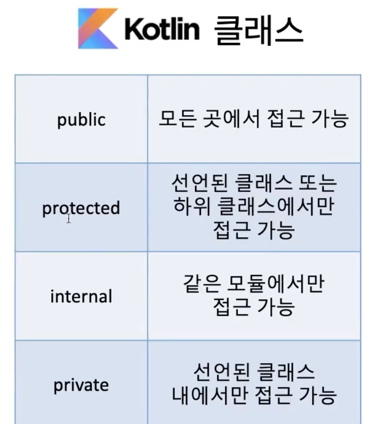 Kotlin 클래스
public
모든 곳에서 접근 가능
protected
선언된 클래스 또는
하위 클래스에서만
접근 가능
internal
같은 모듈에서만
접근 가능
private
선언된 클래스
내에서만 접근 가능